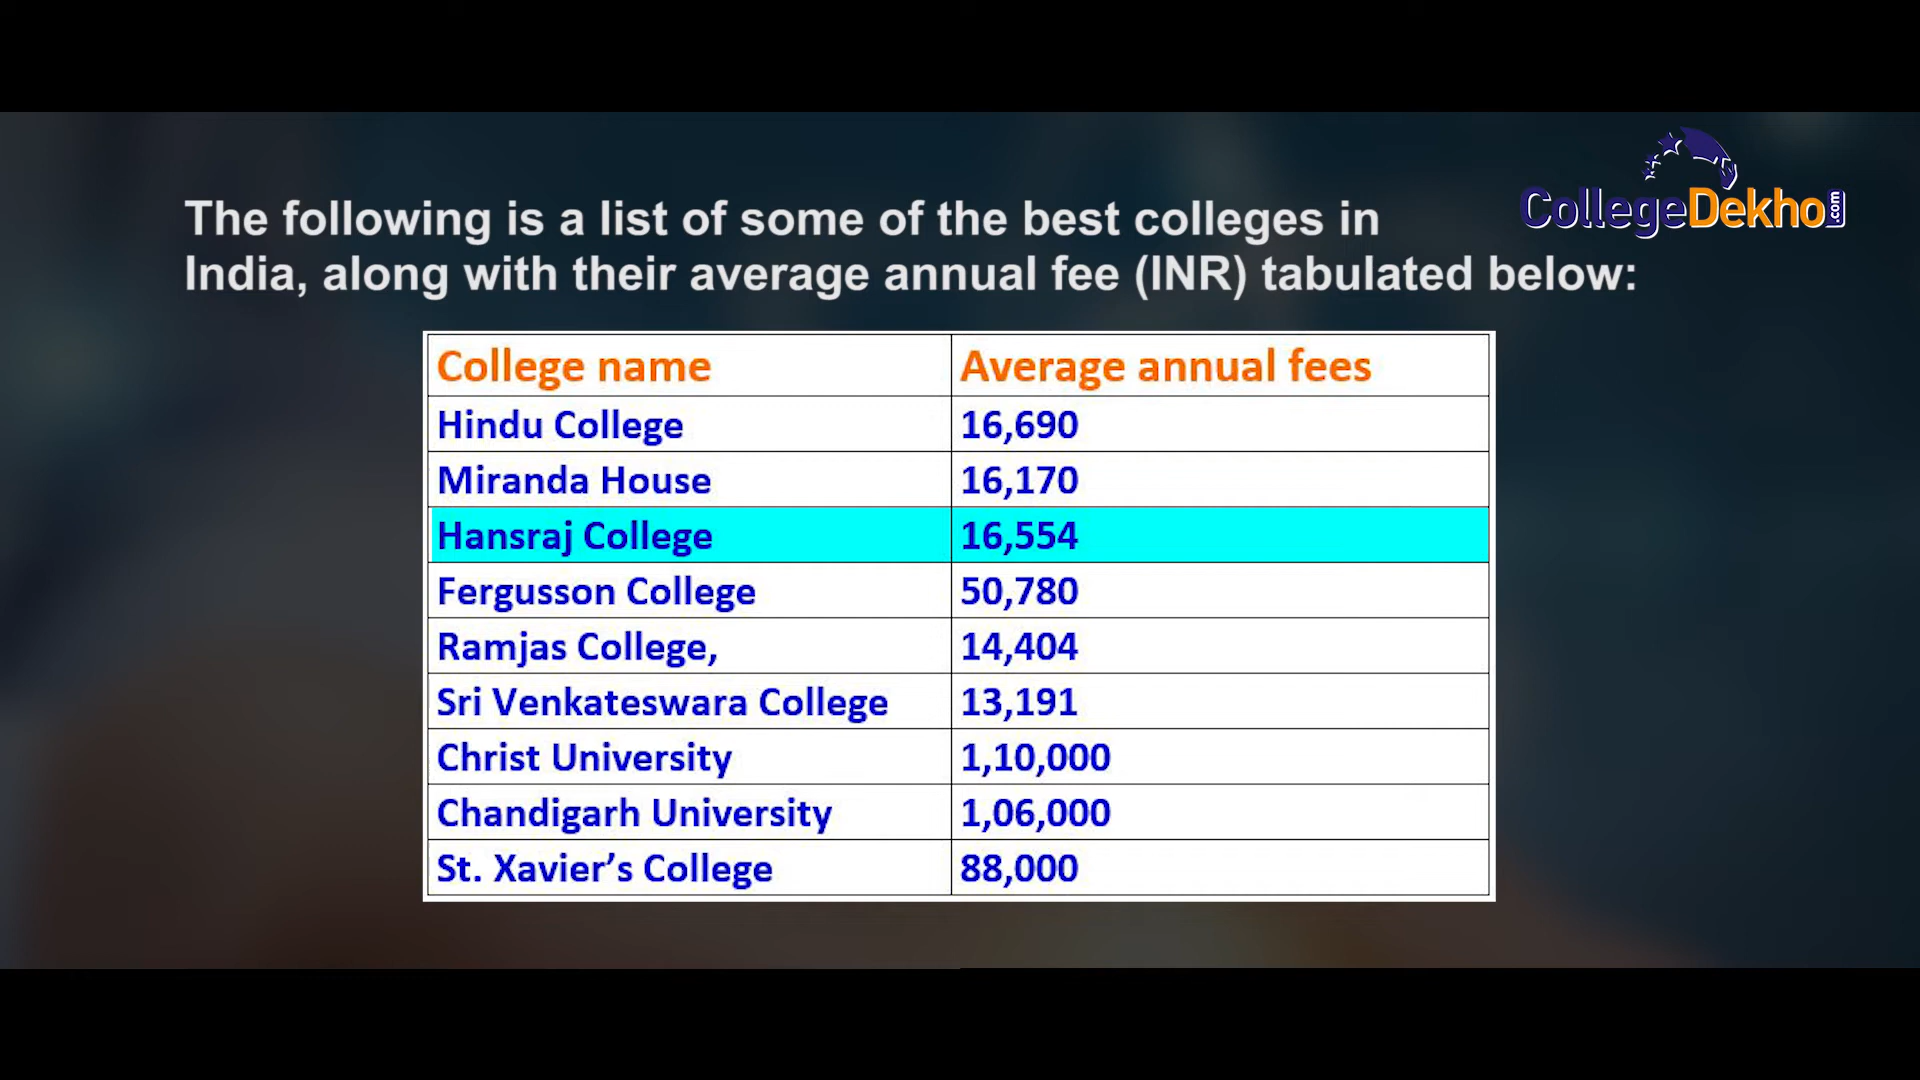 CollegeDekho.com
The following is a list of some of the best colleges in
India, along with their average annual fee (INR) tabulated below:
College name Average annual fees
Hindu College 16,690
Miranda House 16,170
Hansraj College 16,554
Fergusson College 50,780
Ramjas College, 14,404
Sri Venkateswara College 13,191
Christ University 1,10,000
Chandigarh University 1,06,000
St. Xavier’s College 88,000